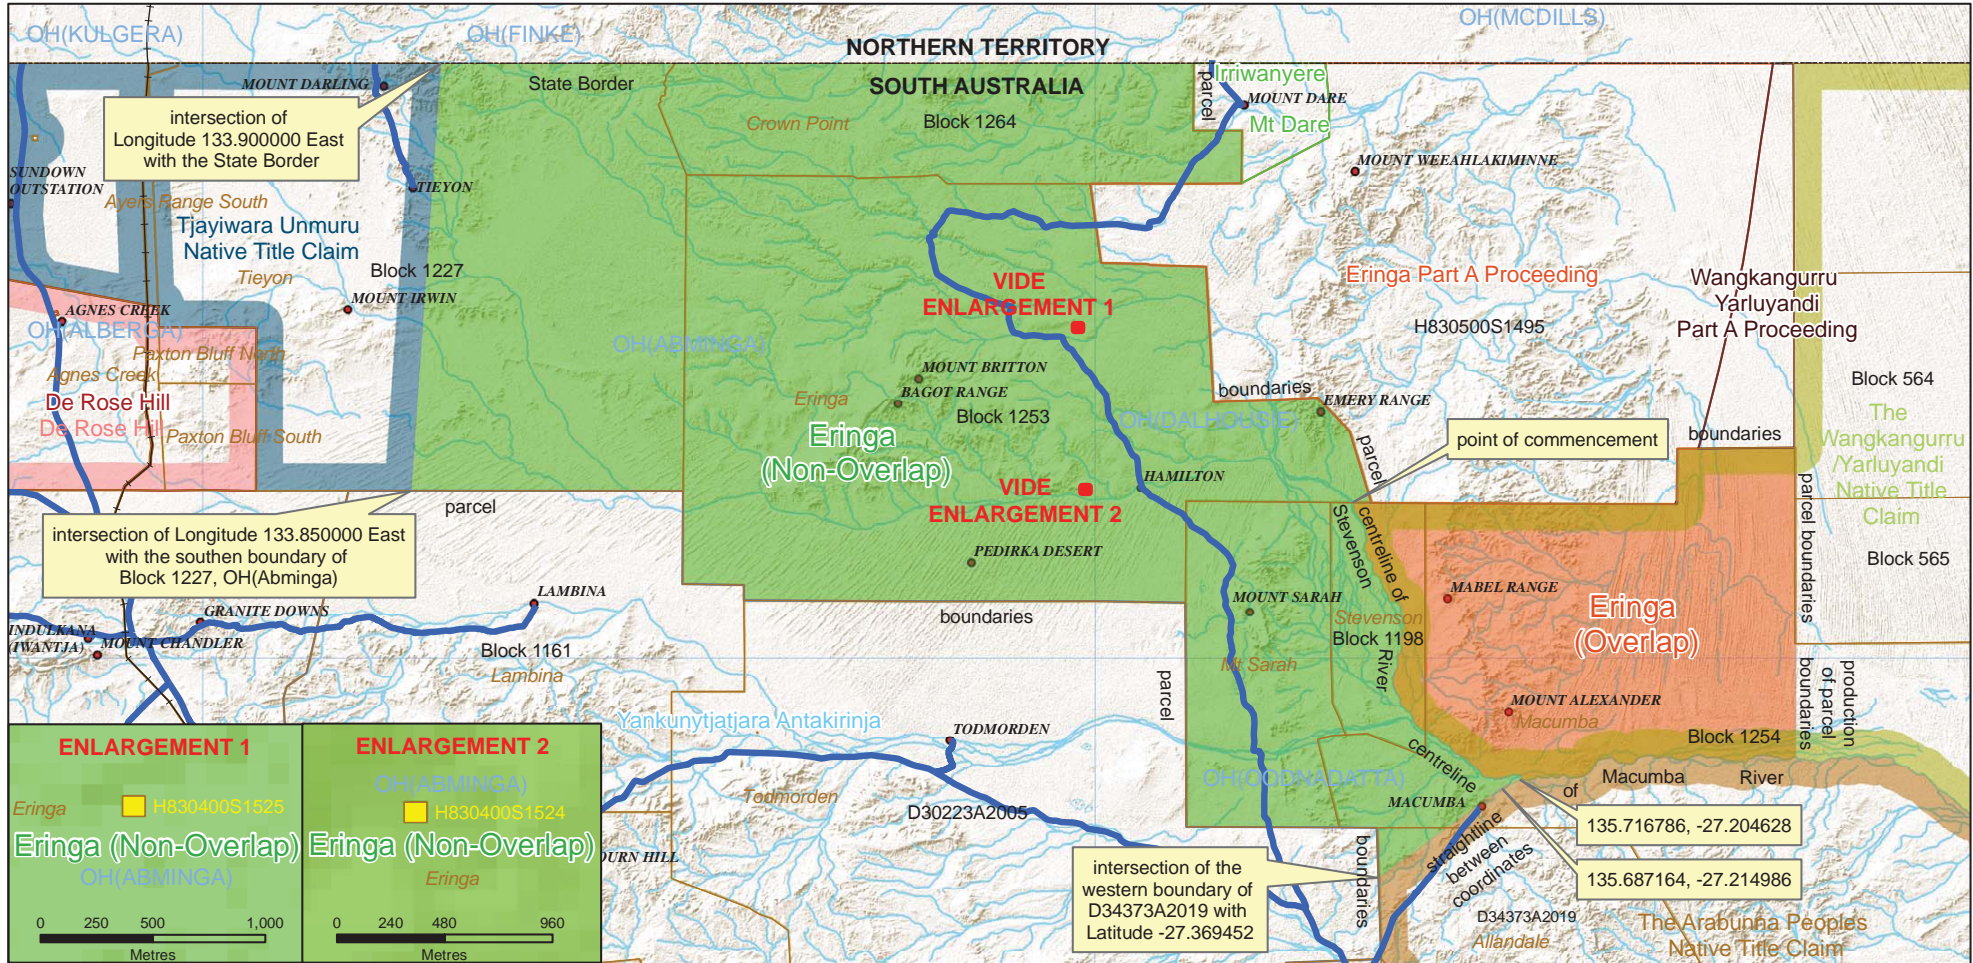 OH(KULGERA)
OH(FINKE)
OH(MCDILLS)
NORTHERN TERRITORY
SOUTH AUSTRALIA
State Border
MOUNT DARLING
intersection of
Longitude 133.900000 East
with the State Border
Crown Point
Block 1264
parcel
Irriwanyere
MOUNT DARE
Mt Dare
MOUNT WEEAHLAKIMINNE
SUNDOWN
OUTSTATION
TIEYON
Ayers Range South
Tjayiwara Unmuru
Native Title Claim
Tieyon
Block 1227
MOUNT IRWIN
VIDE
ENLARGEMENT 1
Eringa Part A Proceeding
H830500S1495
Wangkangurru
Yarluyandi
Part A Proceeding
AGNES CREEK
OH(ALBERGA)
Paxton Bluff North
Agnes Creek
De Rose Hill
De Rose Hill
Paxton Bluff South
OH(ABMINGA)
MOUNT BRITTON
BAGOT RANGE
Eringa
Block 1253
Eringa
(Non-Overlap)
OH(DALHOUSIE)
boundaries
EMERY RANGE
parcel
point of commencement
boundaries
Block 564
The
Wangkangurru
/Yarluyandi
Native Title
Claim
Block 565
parcel boundaries
HAMILTON
VIDE
ENLARGEMENT 2
parcel
intersection of Longitude 133.850000 East
with the southen boundary of
Block 1227, OH(Abminga)
PEDIRKA DESERT
Stevenson
River
centreline of
MOUNT SARAH
Stevenson
Block 1198
Mt Sarah
MABEL RANGE
Eringa
(Overlap)
MOUNT ALEXANDER
Macumba
Block 1254
boundaries
production
of parcel
boundaries
LAMBINA
GRANITE DOWNS
INDULKANA
(IWANTJA)
MOUNT CHANDLER
Block 1161
Lambina
parcel
Yankunytjatjara Antakirinja
TODMORDEN
Todmorden
D30223A2005
OH(OODNADATTA)
centreline
of
Macumba
River
MACUMBA
135.716786, -27.204628
135.687164, -27.214986
straightline
between
coordinates
boundaries
intersection of the
western boundary of
D34373A2019 with
Latitude -27.369452
D34373A2019
Allandale
The Arabunna Peoples
Native Title Claim
OURN HILL
ENLARGEMENT 1
Eringa
H830400S1525
Eringa (Non-Overlap)
OH(ABMINGA)
0 250 500 1,000
Metres
ENLARGEMENT 2
OH(ABMINGA)
H830400S1524
Eringa (Non-Overlap)
Eringa
0 240 480 960
Metres